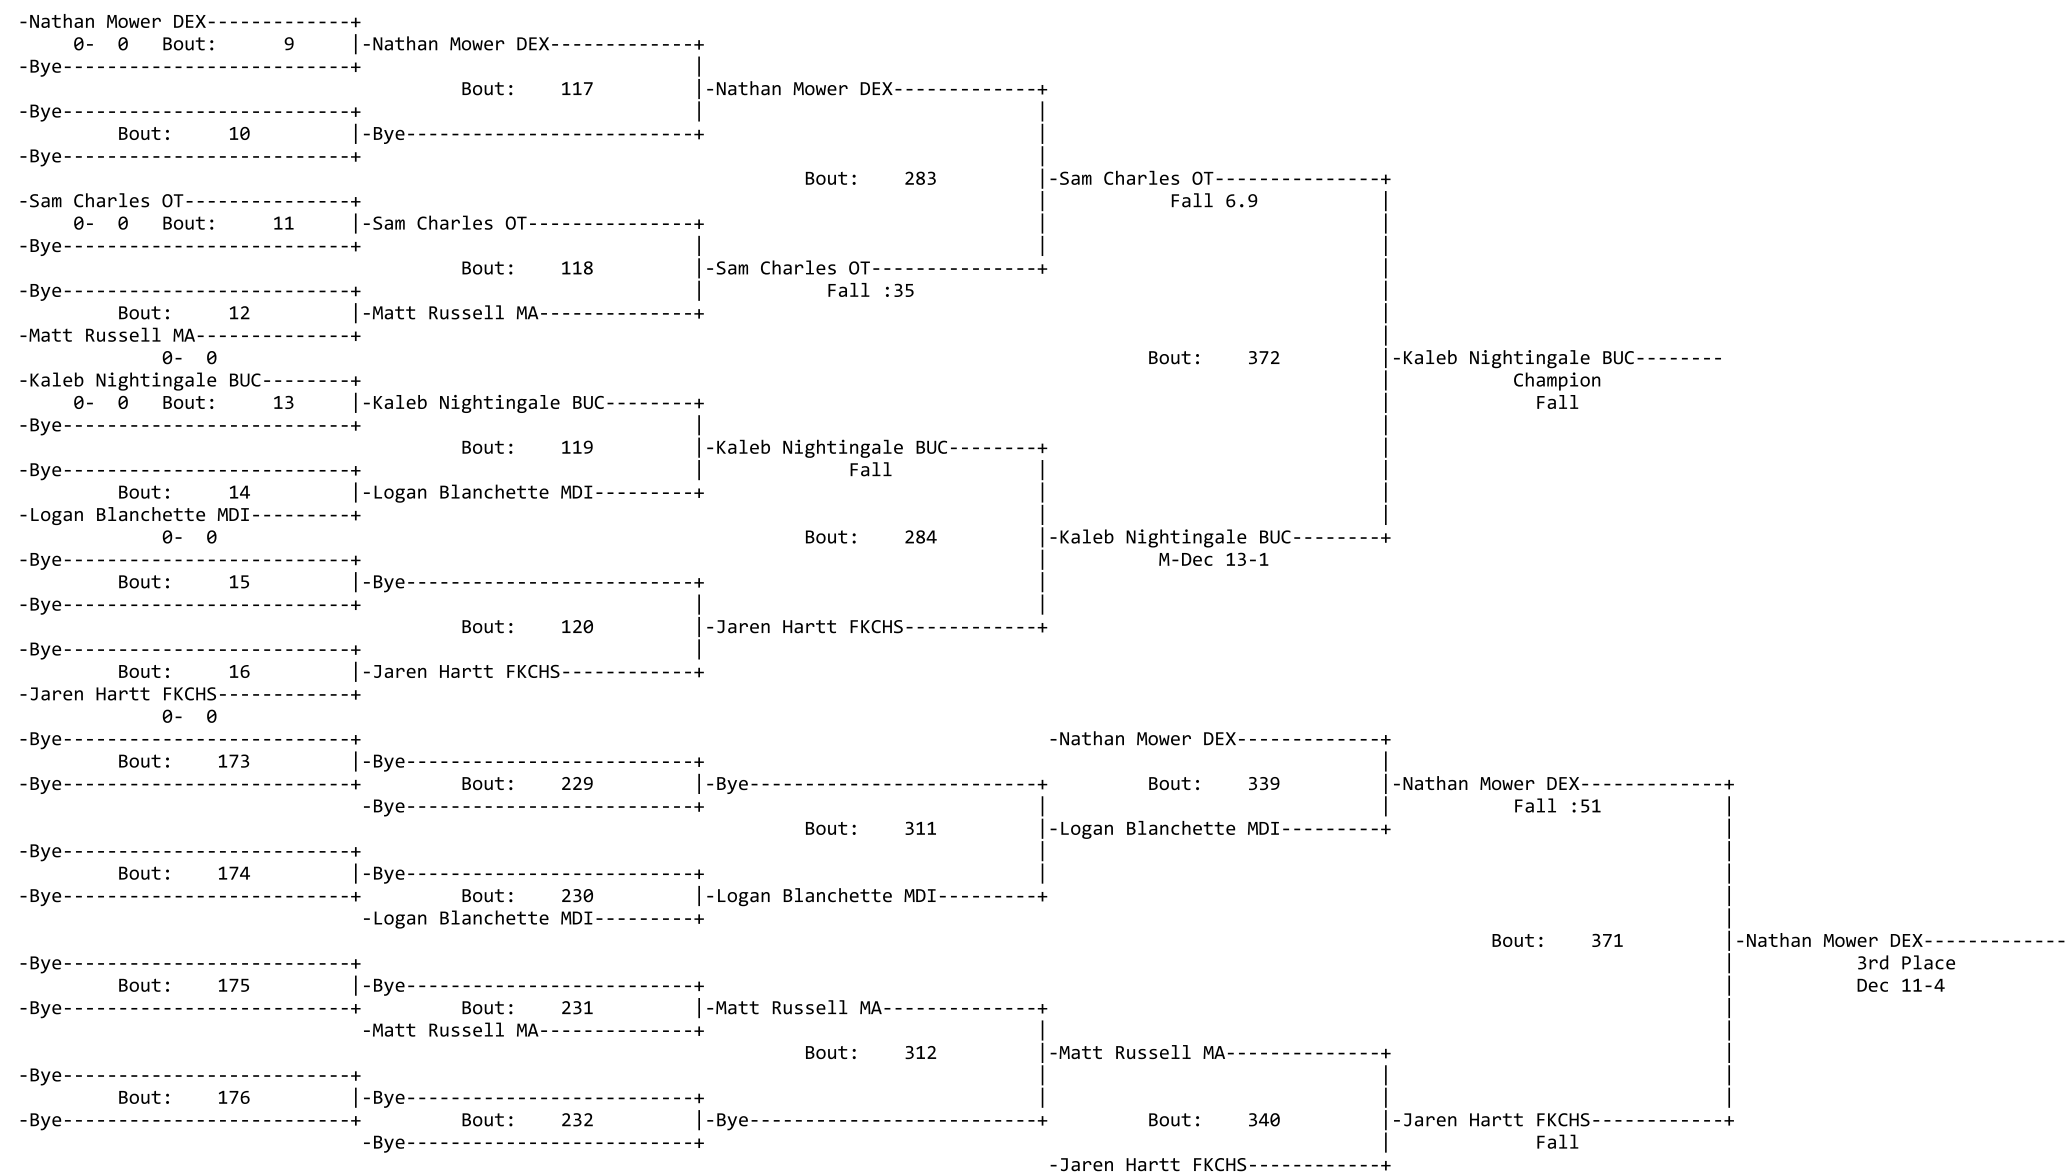 -Nathan Mower DEX-------------+
0-  0   Bout:      9     |-Nathan Mower DEX-------------+
-Bye--------------------------+                              |
Bout:    117         |-Nathan Mower DEX-------------+
-Bye--------------------------+                              |                              |
Bout:     10         |-Bye--------------------------+                              |
-Bye--------------------------+                                                             |
Bout:    283         |-Sam Charles OT---------------+
-Sam Charles OT---------------+                                                             |          Fall 6.9            |
0-  0   Bout:     11     |-Sam Charles OT---------------+                              |                              |
-Bye--------------------------+                              |                              |                              |
Bout:    118         |-Sam Charles OT---------------+                              |
-Bye--------------------------+                              |          Fall :35                                           |
Bout:     12         |-Matt Russell MA--------------+                                                             |
-Matt Russell MA--------------+                                                                                            |
0-  0                                                                                     Bout:    372         |-Kaleb Nightingale BUC--------
-Kaleb Nightingale BUC--------+                                                                                            |          Champion
0-  0   Bout:     13     |-Kaleb Nightingale BUC--------+                                                             |            Fall
-Bye--------------------------+                              |                                                             |
Bout:    119         |-Kaleb Nightingale BUC--------+                              |
-Bye--------------------------+                              |            Fall              |                              |
Bout:     14         |-Logan Blanchette MDI---------+                              |                              |
-Logan Blanchette MDI---------+                                                             |                              |
0-  0                                                      Bout:    284         |-Kaleb Nightingale BUC--------+
-Bye--------------------------+                                                             |         M-Dec 13-1
Bout:     15         |-Bye--------------------------+                              |
-Bye--------------------------+                              |                              |
Bout:    120         |-Jaren Hartt FKCHS------------+
-Bye--------------------------+                              |
Bout:     16         |-Jaren Hartt FKCHS------------+
-Jaren Hartt FKCHS------------+
0-  0
-Bye--------------------------+                                                              -Nathan Mower DEX-------------+
Bout:    173         |-Bye--------------------------+                                                             |
-Bye--------------------------+         Bout:    229         |-Bye--------------------------+         Bout:    339         |-Nathan Mower DEX-------------+
-Bye--------------------------+                              |                              |          Fall :51            |
Bout:    311         |-Logan Blanchette MDI---------+                              |
-Bye--------------------------+                                                             |                                                             |
Bout:    174         |-Bye--------------------------+                              |                                                             |
-Bye--------------------------+         Bout:    230         |-Logan Blanchette MDI---------+                                                             |
-Logan Blanchette MDI---------+                                                                                            |
Bout:    371         |-Nathan Mower DEX-------------
-Bye--------------------------+                                                                                                                           |          3rd Place
Bout:    175         |-Bye--------------------------+                                                                                            |          Dec 11-4
-Bye--------------------------+         Bout:    231         |-Matt Russell MA--------------+                                                             |
-Matt Russell MA--------------+                              |                                                             |
Bout:    312         |-Matt Russell MA--------------+                              |
-Bye--------------------------+                                                             |                              |                              |
Bout:    176         |-Bye--------------------------+                              |                              |                              |
-Bye--------------------------+         Bout:    232         |-Bye--------------------------+         Bout:    340         |-Jaren Hartt FKCHS------------+
-Bye--------------------------+                                                             |            Fall
-Jaren Hartt FKCHS------------+